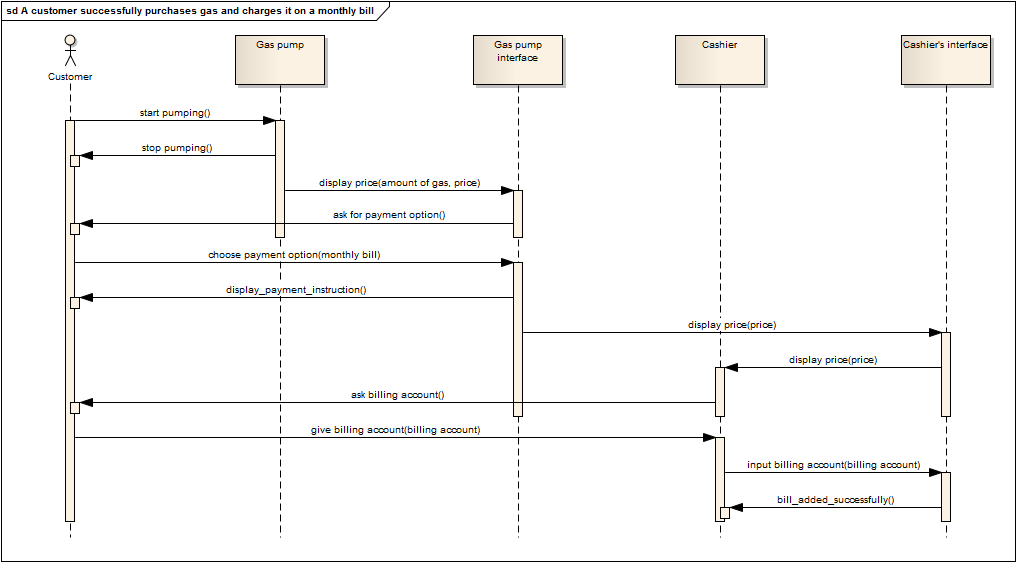 sd A customer successfully purchases gas and charges it on a monthly bill
Customer
Gas pump
Gas pump
interface
Cashier
Cashier's interface
start pumping()
stop pumping()
display price(amount of gas, price)
ask for payment option()
choose payment option(monthly bill)
display_payment_instruction()
display price(price)
display price(price)
ask billing account()
give billing account(billing account)
input billing account(billing account)
bill_added_successfully()